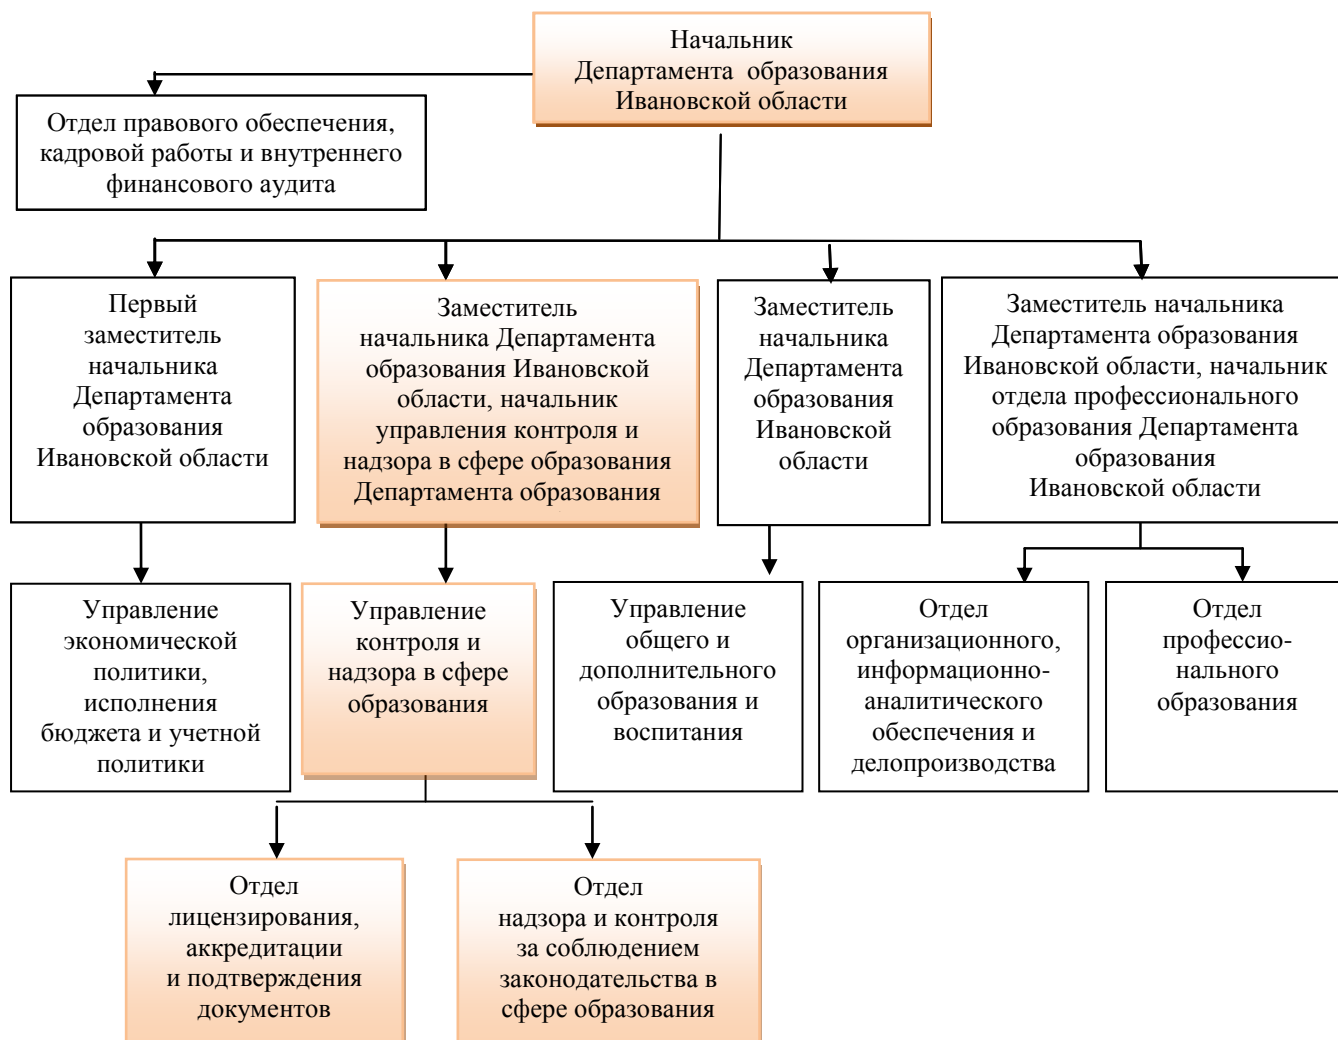 Начальник
Департамента образования
Ивановской области
Отдел правового обеспечения,
кадровой работы и внутреннего
финансового аудита
Первый
заместитель
начальника
Департамента
образования
Ивановской области
Заместитель
начальника Департамента
образования Ивановской
области, начальник
управления контроля и
надзора в сфере образования
Департамента образования
Заместитель
начальника
Департамента
образования
Ивановской
области
Заместитель начальника
Департамента образования
Ивановской области, начальник
отдела профессионального
образования Департамента
образования
Ивановской области
Управление
экономической
политики,
исполнения
бюджета и учетной
политики
Управление
контроля и
надзора в сфере
образования
Управление
общего и
дополнительного
образования и
воспитания
Отдел
организационного,
информационно-
аналитического
обеспечения и
делопроизводства
Отдел
профессио-
нального
образования
Отдел
лицензирования,
аккредитации
и подтверждения
документов
Отдел
надзора и контроля
за соблюдением
законодательства в
сфере образования